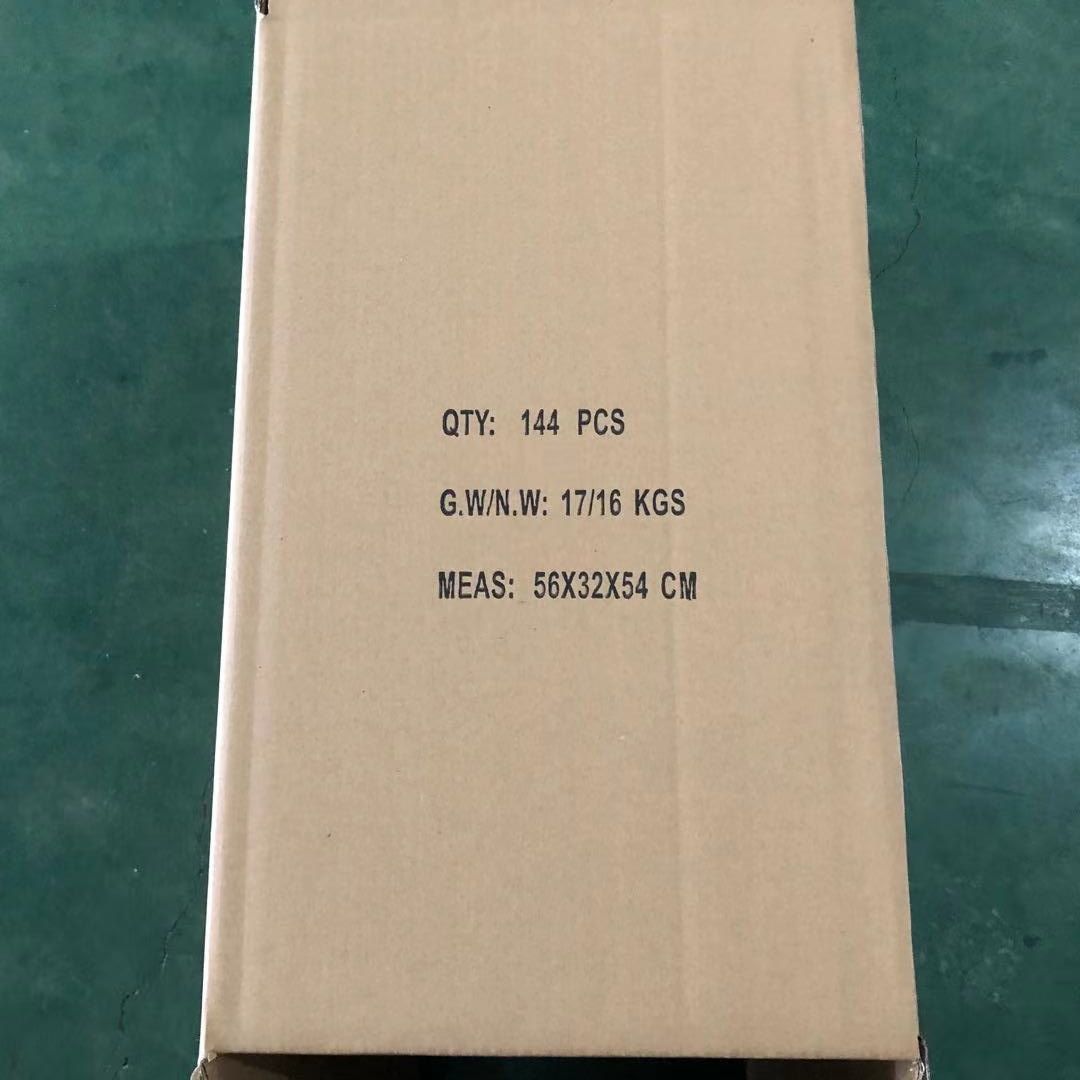 QTY: 144 PCS
G.W/N.W: 17/16 KGS
MEAS: 56X32X54 CM